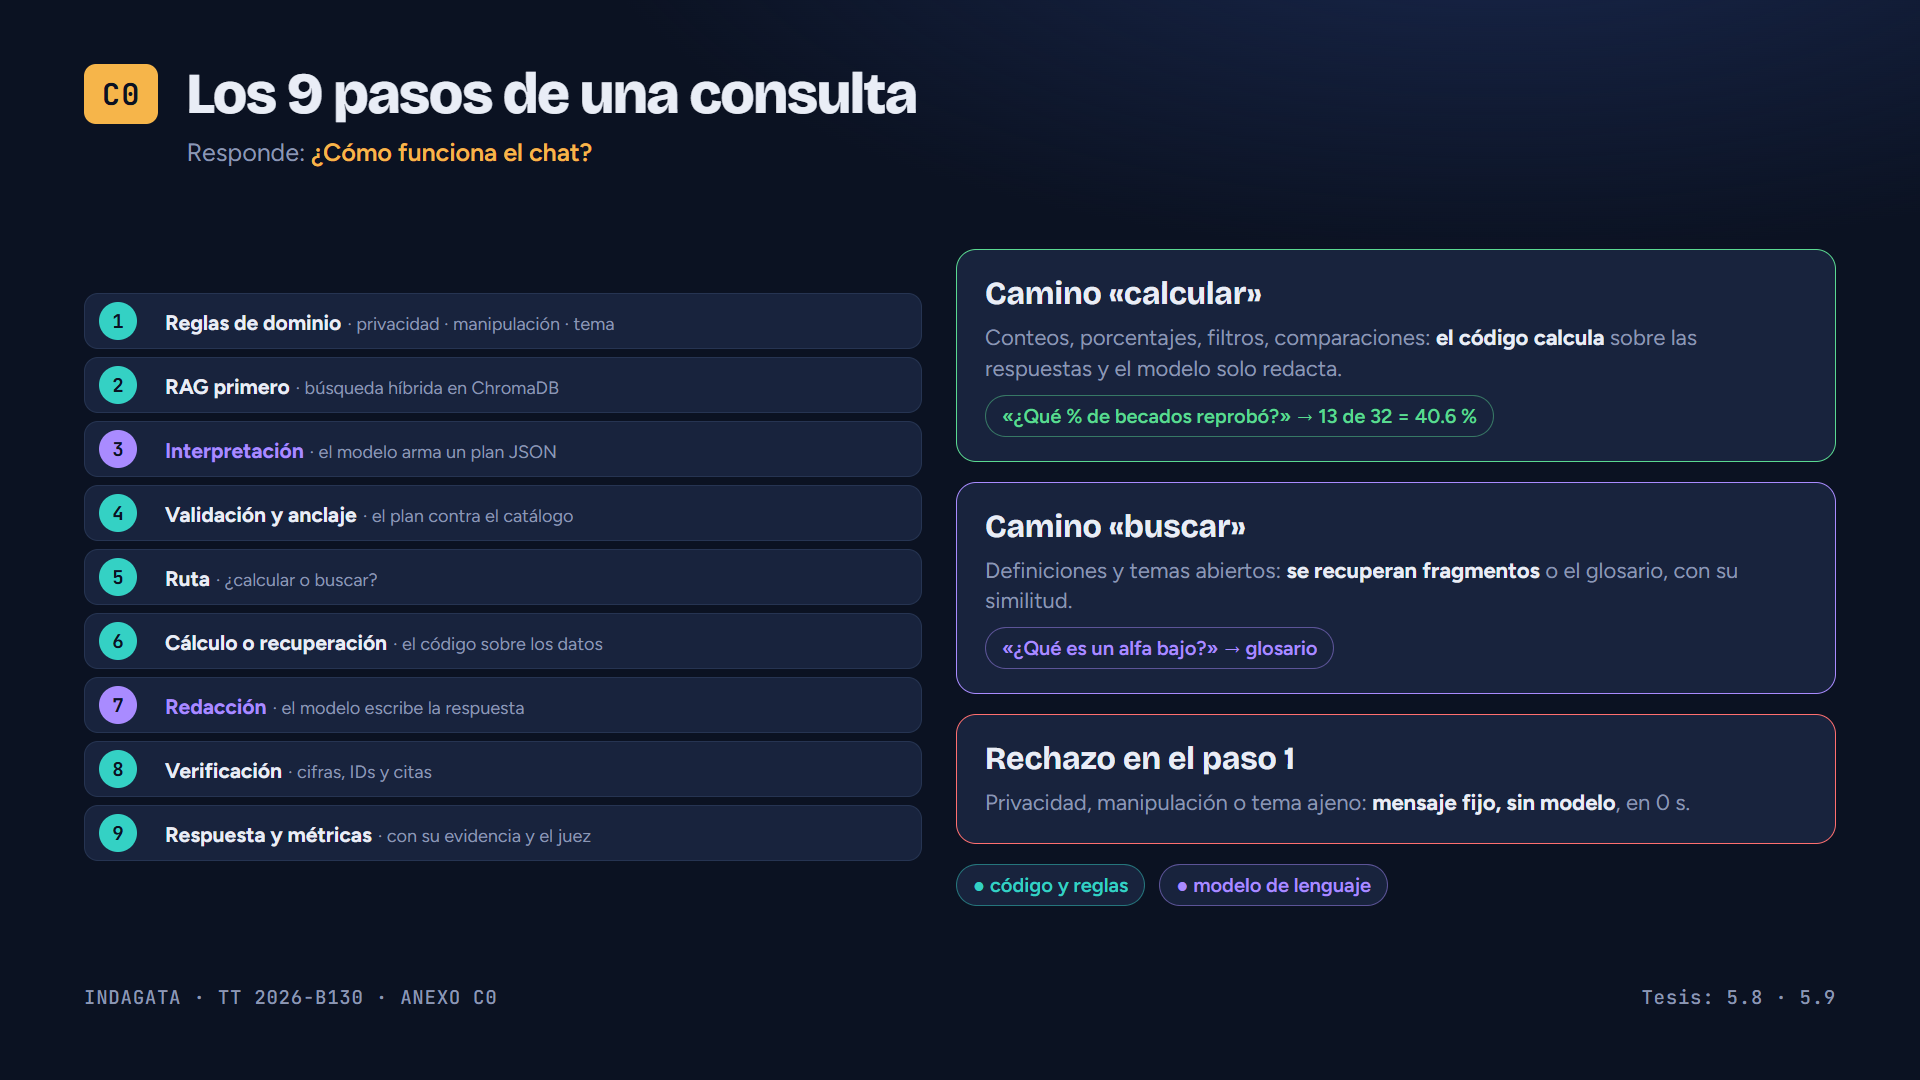 C0
Los 9 pasos de una consulta
Responde: ¿Cómo funciona el chat?
1 Reglas de dominio · privacidad · manipulación · tema
2 RAG primero · búsqueda híbrida en ChromaDB
3 Interpretación · el modelo arma un plan JSON
4 Validación y anclaje · el plan contra el catálogo
5 Ruta · ¿calcular o buscar?
6 Cálculo o recuperación · el código sobre los datos
7 Redacción · el modelo escribe la respuesta
8 Verificación · cifras, IDs y citas
9 Respuesta y métricas · con su evidencia y el juez
Camino «calcular»
Conteos, porcentajes, filtros, comparaciones: el código calcula sobre las
respuestas y el modelo solo redacta.
«¿Qué % de becados reprobó?» → 13 de 32 = 40.6 %
Camino «buscar»
Definiciones y temas abiertos: se recuperan fragmentos o el glosario, con su
similitud.
«¿Qué es un alfa bajo?» → glosario
Rechazo en el paso 1
Privacidad, manipulación o tema ajeno: mensaje fijo, sin modelo, en 0 s.
● código y reglas
● modelo de lenguaje
INDAGATA · TT 2026-B130 · ANEXO C0
Tesis: 5.8 · 5.9